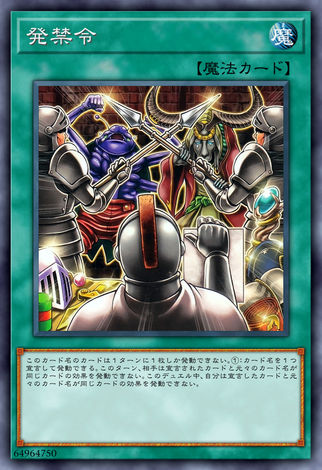 発禁令
魔
【魔法カード】
このカード名のカードは1ターンに1枚しか発動できない。①:カード名を1つ
宣言して発動できる。このターン、相手は宣言されたカードと元々のカード名が
同じカードの効果を発動できない。このデュエル中、自分は宣言したカードと元
々のカード名が同じカードの効果を発動できない。
64964750